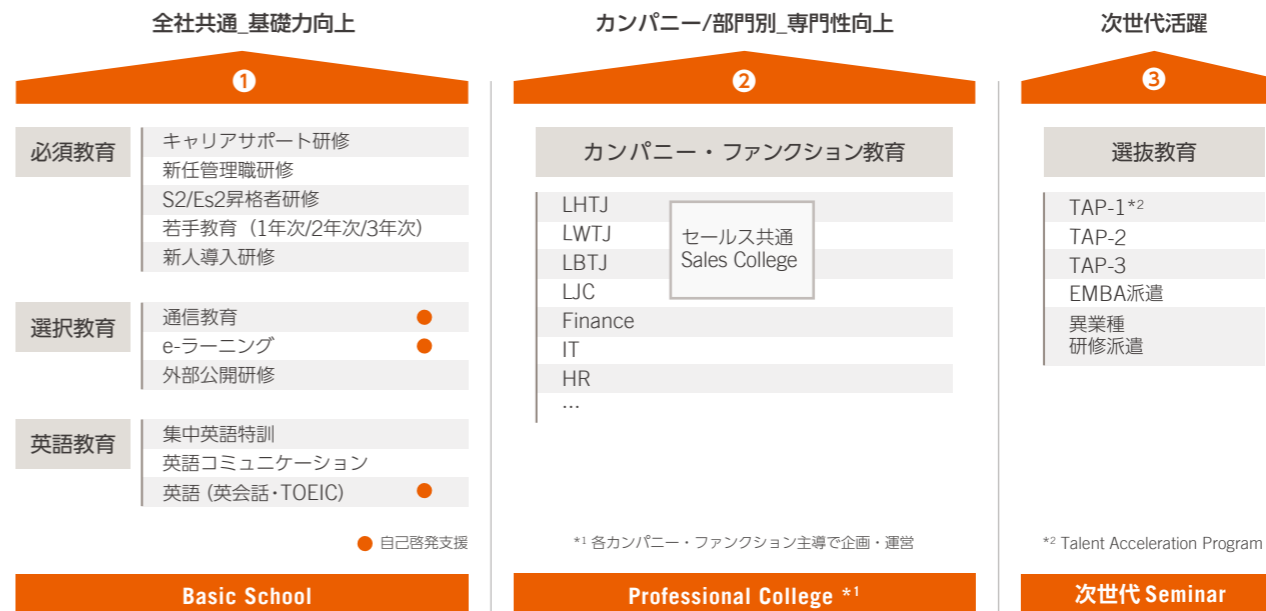 全社共通_基礎力向上
❶
必須教育
キャリアサポート研修
新任管理職研修
S2/Es2昇格者研修
若手教育（1年次/2年次/3年次）
新人導入研修
選択教育
通信教育
e-ラーニング
外部公開研修
英語教育
集中英語特訓
英語コミュニケーション
英語 (英会話・TOEIC)
● 自己啓発支援
Basic School
カンパニー/部門別_専門性向上
❷
カンパニー・ファンクション教育
LHTJ
LWTJ
LBTJ
LJC
Finance
IT
HR
…
セールス共通
Sales College
*1 各カンパニー・ファンクション主導で企画・運営
Professional College *1
次世代活躍
❸
選抜教育
TAP-1*2
TAP-2
TAP-3
EMBA派遣
異業種
研修派遣
*2 Talent Acceleration Program
次世代 Seminar